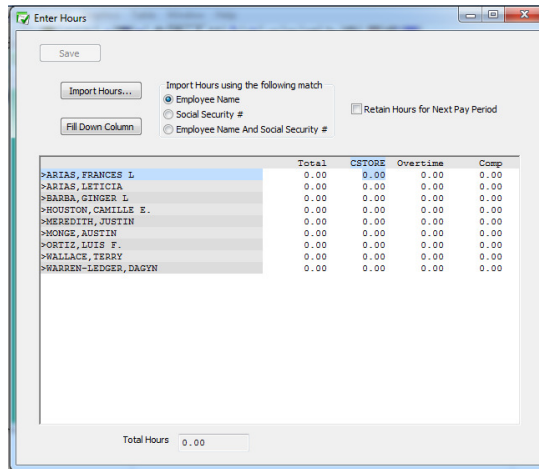 Enter Hours
Save
Import Hours...
Import Hours using the following match
Employee Name
Social Security #
Employee Name And Social Security #
Retain Hours for Next Pay Period
Fill Down Column
Total CSTORE Overtime Comp
>ARIAS,FRANCES L 0.00 0.00 0.00 0.00
>ARIAS,LETICIA 0.00 0.00 0.00 0.00
>BARBA,GINGER L 0.00 0.00 0.00 0.00
>HOUSTON,CAMILLE E. 0.00 0.00 0.00 0.00
>MEREDITH,JUSTIN 0.00 0.00 0.00 0.00
>MONGE,AUSTIN 0.00 0.00 0.00 0.00
>ORTIZ,LUIS F. 0.00 0.00 0.00 0.00
>WALLACE,TERRY 0.00 0.00 0.00 0.00
>WARREN-LEDGER,DAGYN 0.00 0.00 0.00 0.00
Total Hours 0.00